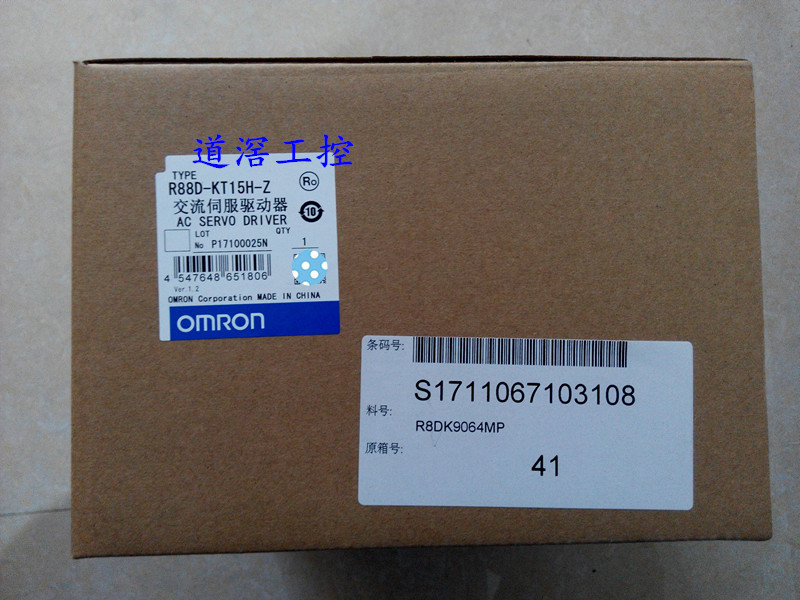 道滘工控
TYPE
R88D-KT15H-Z
Ro
交流伺服驱动器
AC SERVO DRIVER
10
LOT
No P17100025N
QTY
1
4 547648 651806
Ver.1.2
OMRON Corporation MADE IN CHINA
OMRON
条码号:
S1711067103108
料号:
R8DK9064MP
原箱号:
41